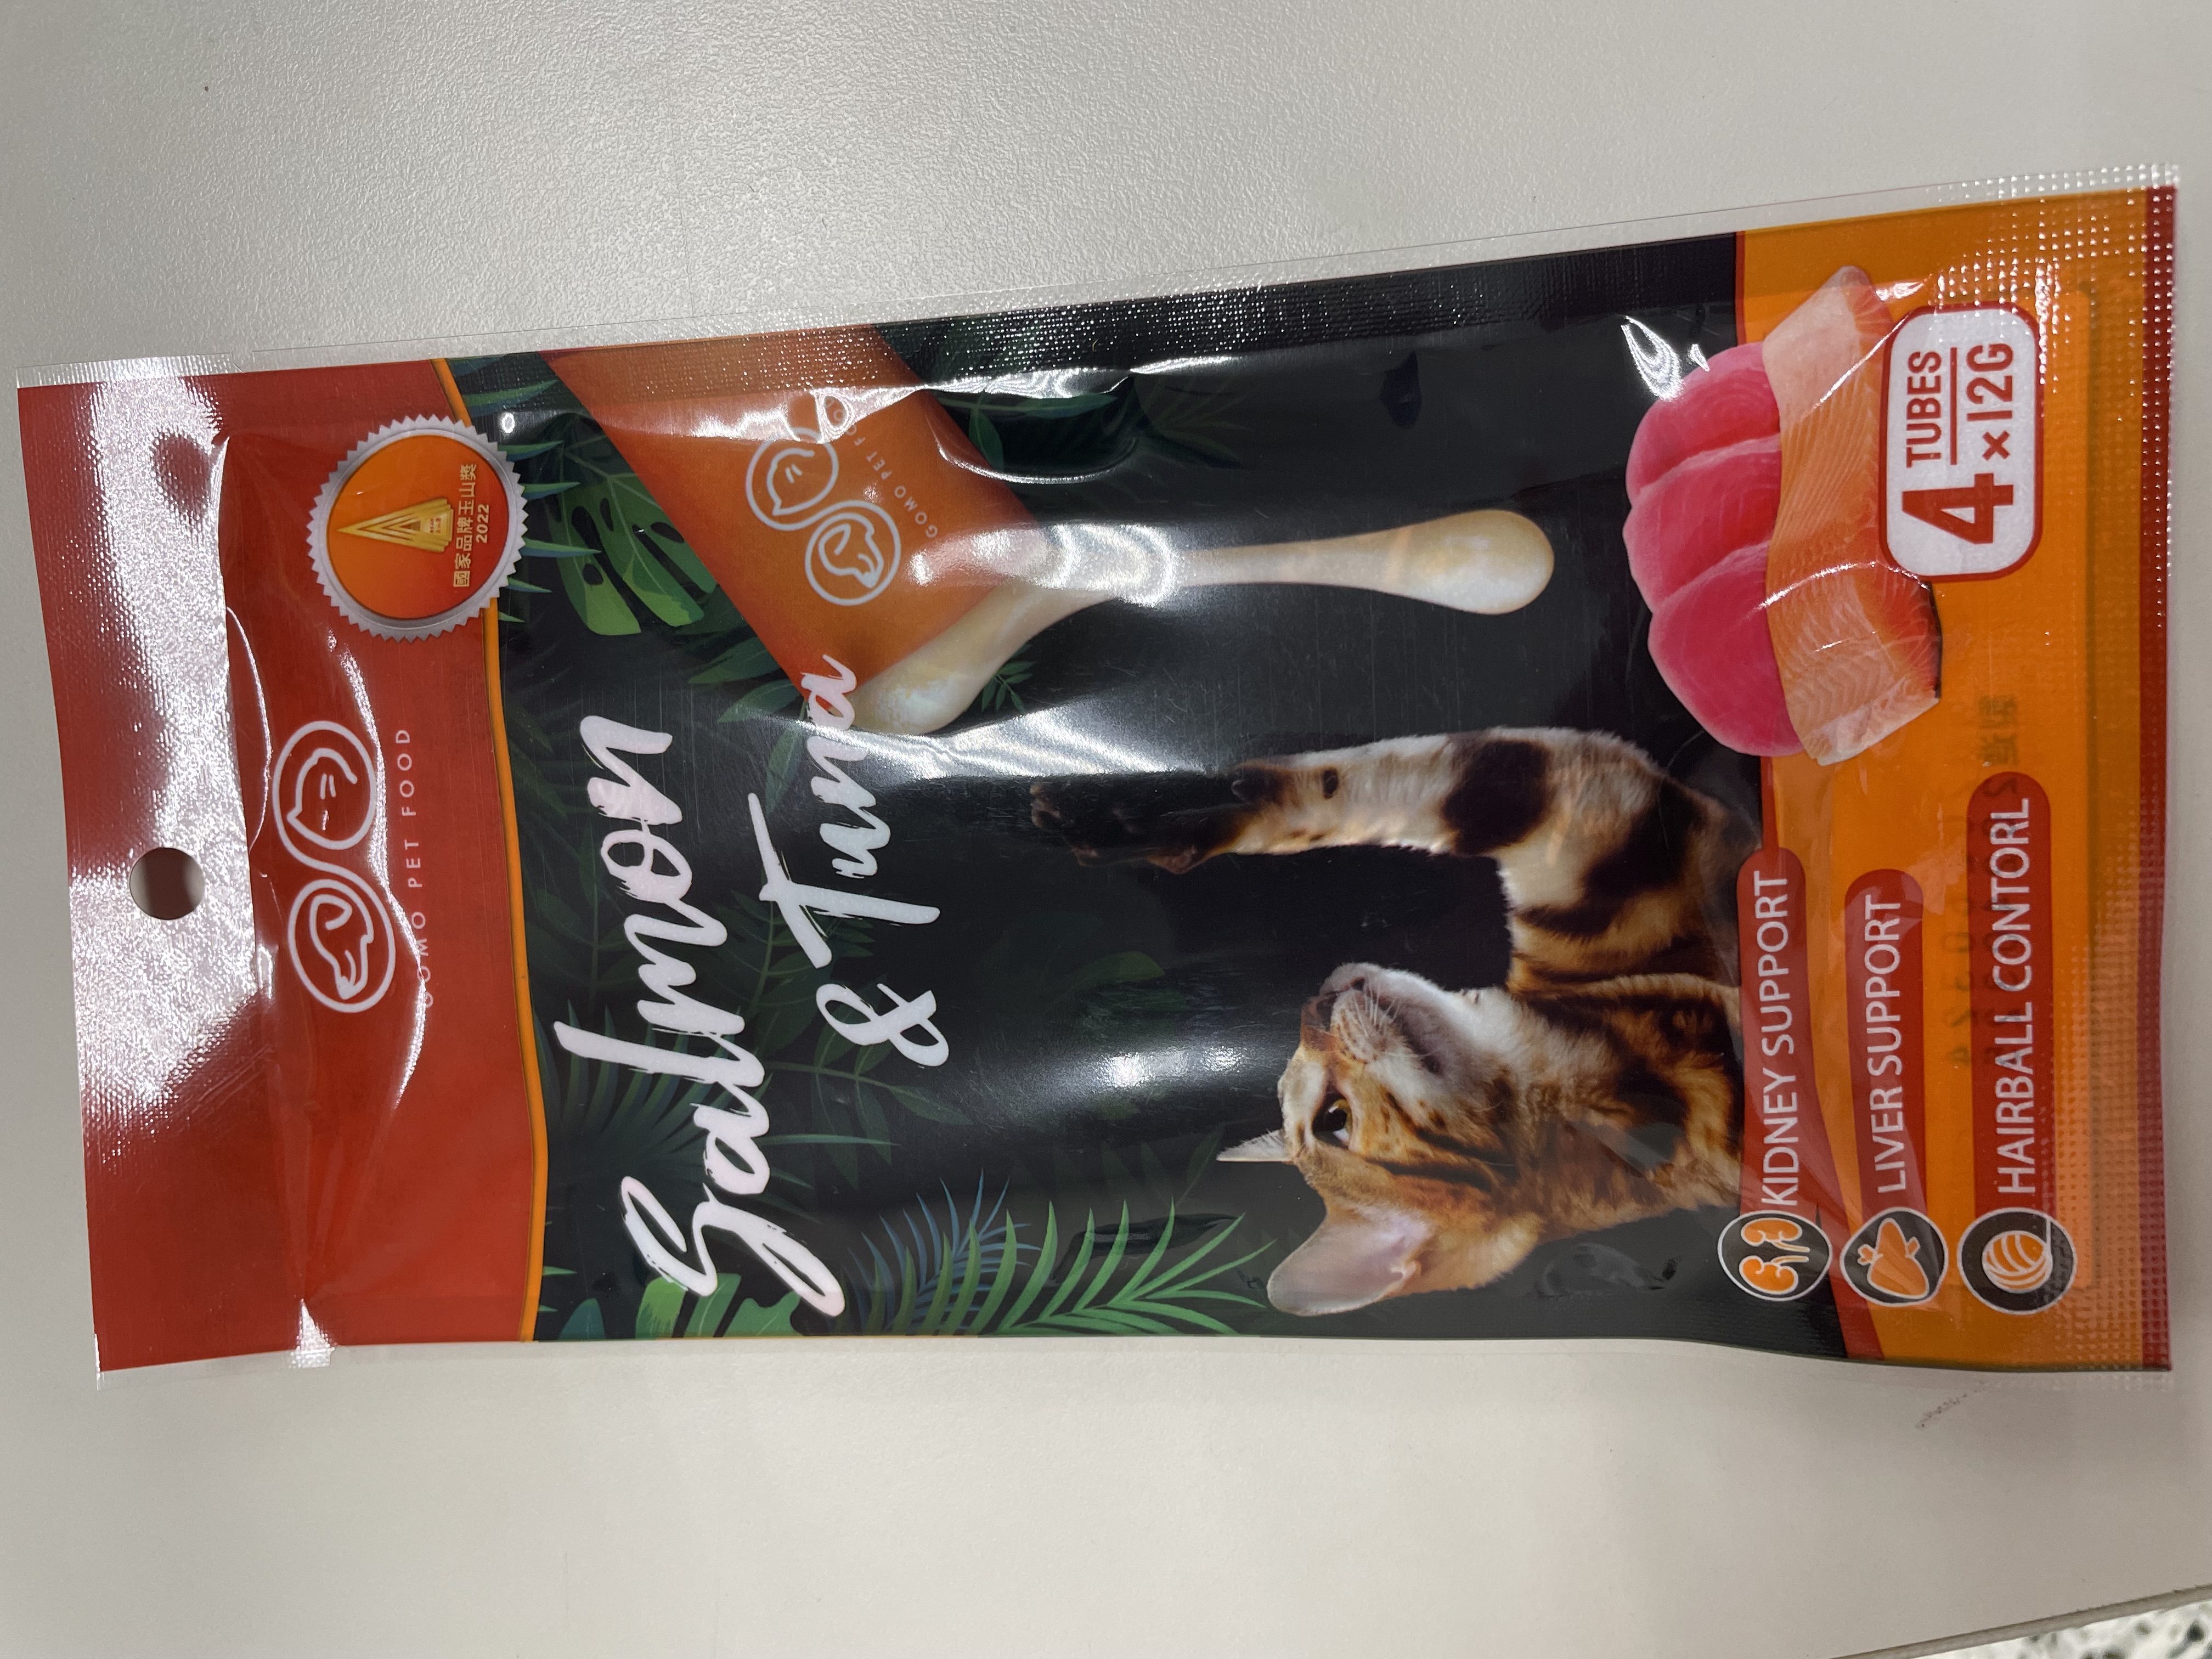 國家品牌玉山獎
2022
GOMO PET FOOD
Salmon
& Tuna
GOMO PET FOOD
KIDNEY SUPPORT
LIVER SUPPORT
HAIRBALL CONTORL
TUBES
4×12G